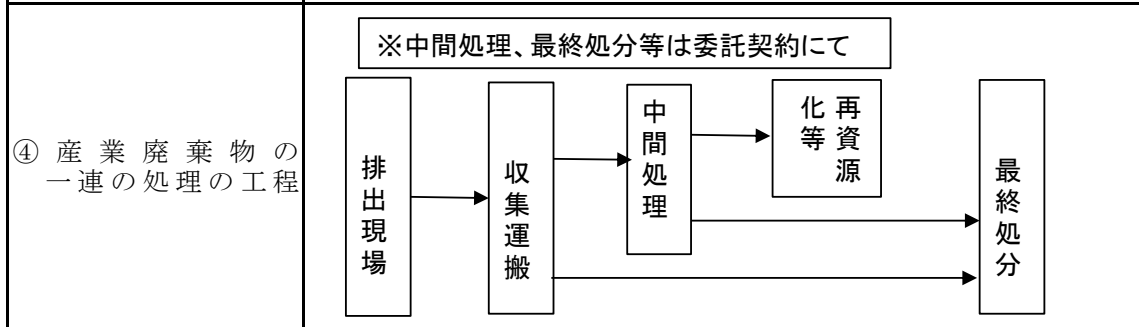 ④ 産業廃棄物の
一連の処理の工程
※中間処理、最終処分等は委託契約にて
排出現場
収集運搬
中間処理
再資源
化等
最終処分